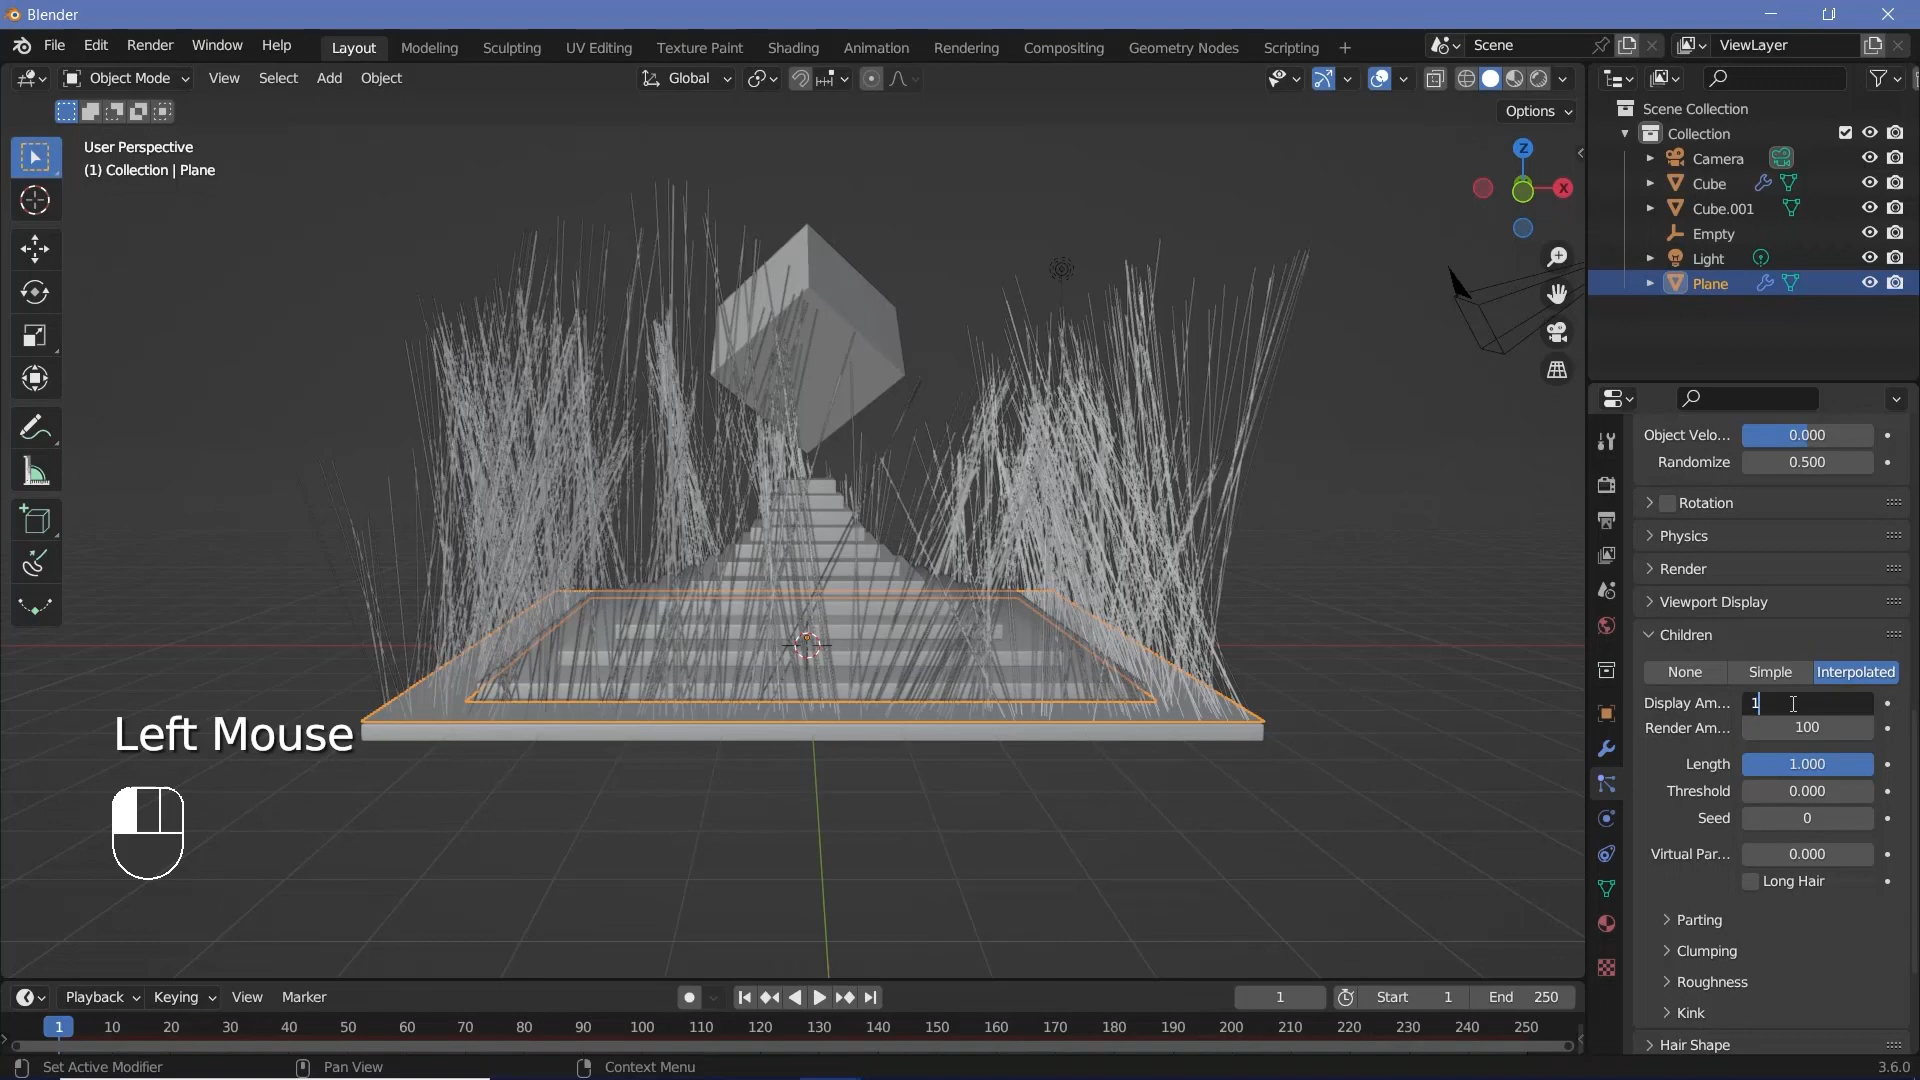 Blender
File Edit Render Window Help
Layout Modeling Sculpting UV Editing Texture Paint Shading Animation Rendering Compositing Geometry Nodes Scripting +
Scene
ViewLayer
Object Mode View Select Add Object
Global
Options
User Perspective
(1) Collection | Plane
Z
X
Scene Collection
Collection
Camera
Cube
Cube.001
Empty
Light
Plane
Object Velo... 0.000
Randomize 0.500
Rotation
Physics
Render
Viewport Display
Children
None Simple Interpolated
Display Am... 1
Render Am... 100
Length 1.000
Threshold 0.000
Seed 0
Virtual Par... 0.000
Long Hair
Parting
Clumping
Roughness
Kink
Hair Shape
Left Mouse
Playback Keying View Marker
1 Start 1 End 250
1 10 20 30 40 50 60 70 80 90 100 110 120 130 140 150 160 170 180 190 200 210 220 230 240 250
Set Active Modifier Pan View Context Menu 3.6.0